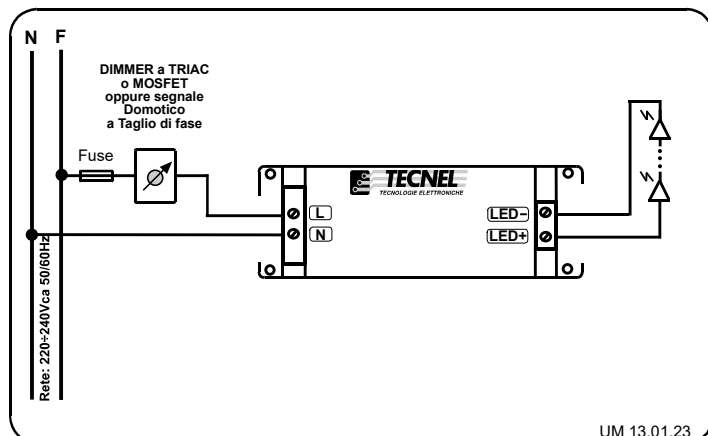 N F
DIMMER a TRIAC
o MOSFET
oppure segnale
Domotico
a Taglio di fase
Fuse
TECNEL
TECNOLOGIE ELETTRONICHE
L
N
LED-
LED+
Rete: 220÷240Vca 50/60Hz
UM 13.01.23